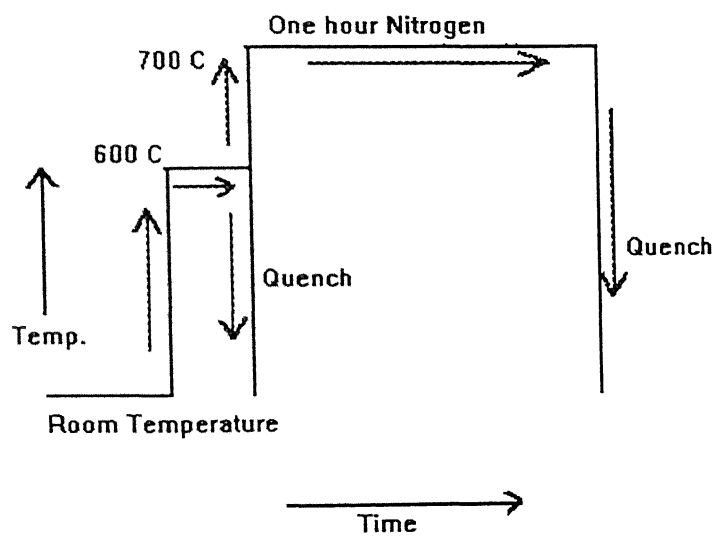 One hour Nitrogen
700 C
600 C
Quench
Quench
Temp.
Room Temperature
Time